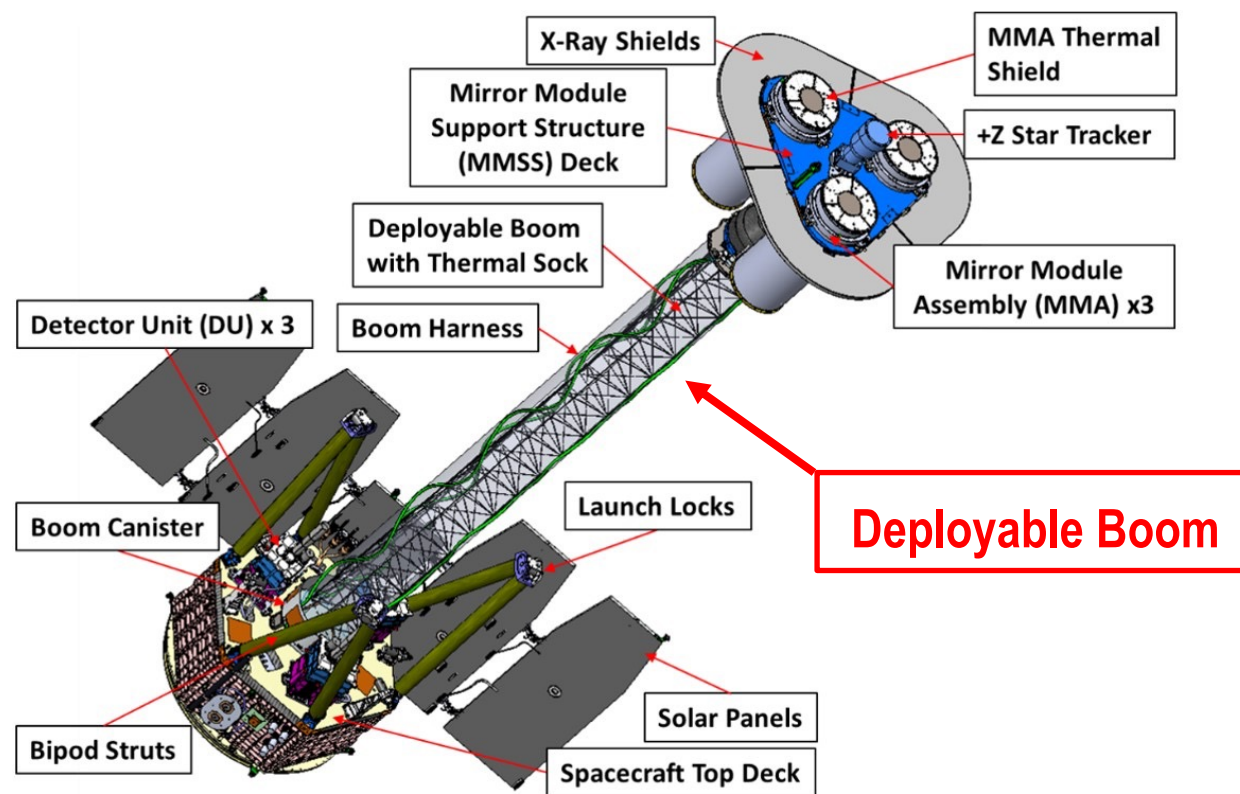 X-Ray Shields
MMA Thermal
Shield
Mirror Module
Support Structure
(MMSS) Deck
+Z Star Tracker
Deployable Boom
with Thermal Sock
Mirror Module
Assembly (MMA) x3
Detector Unit (DU) x 3
Boom Harness
Boom Canister
Launch Locks
Deployable Boom
Solar Panels
Bipod Struts
Spacecraft Top Deck